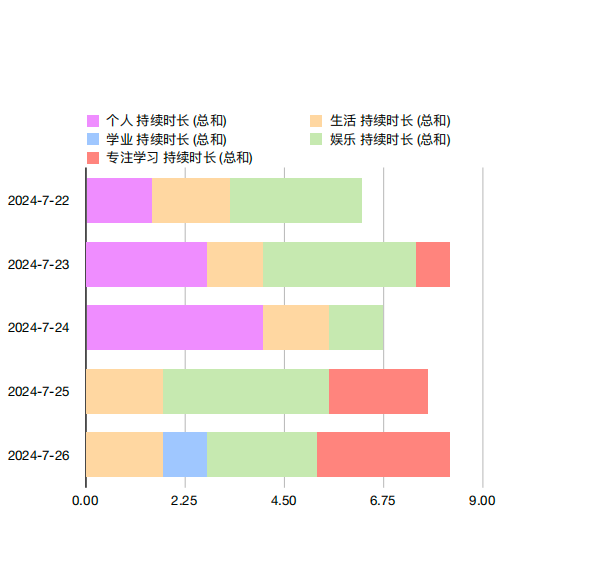 个人 持续时长 (总和)
生活 持续时长 (总和)
学业 持续时长 (总和)
娱乐 持续时长 (总和)
专注学习 持续时长 (总和)
2024-7-22
2024-7-23
2024-7-24
2024-7-25
2024-7-26
0.00 2.25 4.50 6.75 9.00